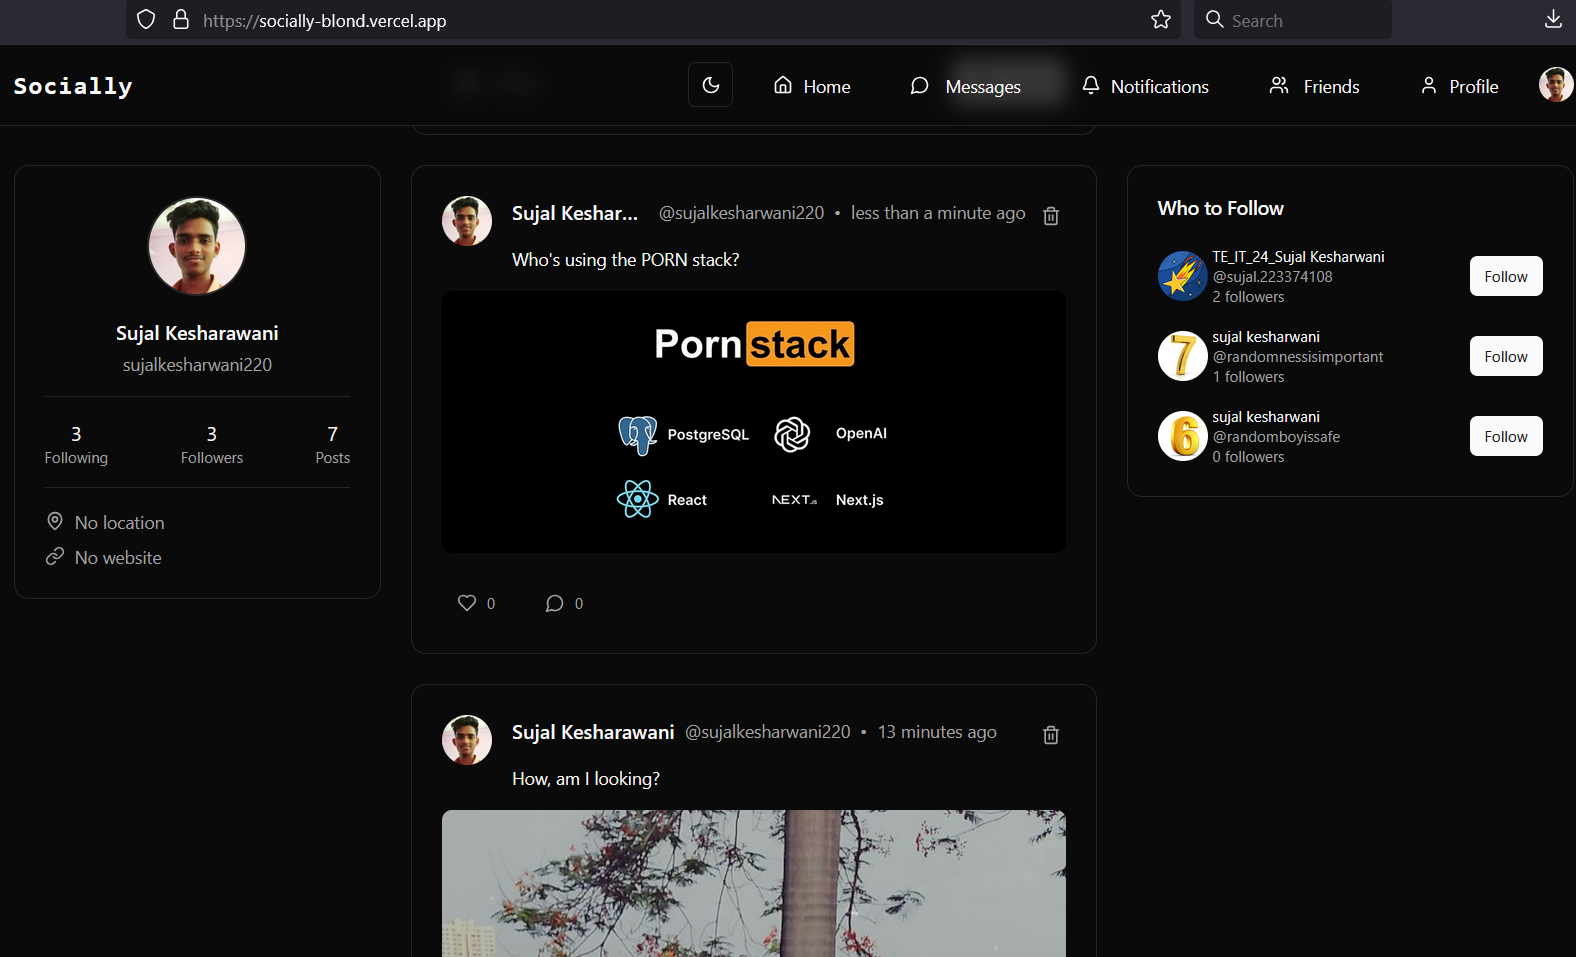 https://socially-blond.vercel.app
Search
Socially
Home
Messages
Notifications
Friends
Profile
Sujal Kesharawani
sujalkesharwani220
3
Following
3
Followers
7
Posts
No location
No website
Sujal Keshar... @sujalkesharwani220 • less than a minute ago
Who's using the PORN stack?
Porn stack
PostgreSQL
OpenAI
React
NEXT.JS Next.js
0
0
Sujal Kesharawani @sujalkesharwani220 • 13 minutes ago
How, am I looking?
Who to Follow
TE_IT_24_Sujal Kesharwani
@sujal.223374108
2 followers
Follow
7
sujal kesharwani
@randomnessisimportant
1 followers
Follow
6
sujal kesharwani
@randomboyissafe
0 followers
Follow